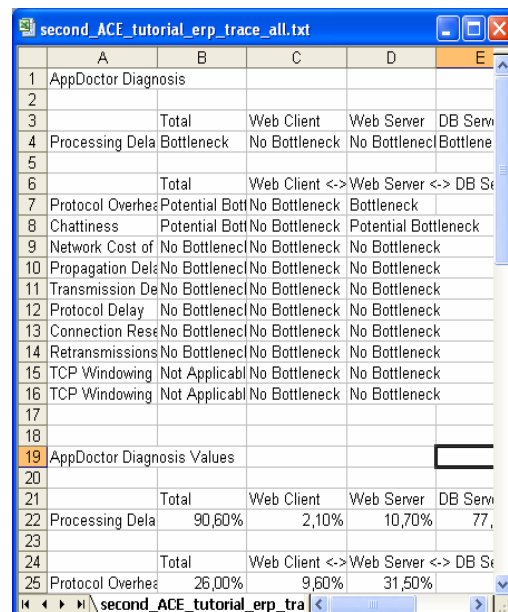 second_ACE_tutorial_erp_trace_all.txt
A B C D E
1 AppDoctor Diagnosis
2
3 Total Web Client Web Server DB Serv
4 Processing Dela Bottleneck No Bottleneck No Bottlenecl Bottlene
5
6 Total Web Client <-> Web Server <-> DB Se
7 Protocol Overhea Potential Bott No Bottleneck Bottleneck
8 Chattiness Potential Bott No Bottleneck Potential Bottleneck
9 Network Cost of No Bottlenecl No Bottleneck No Bottleneck
10 Propagation Dela No Bottlenecl No Bottleneck No Bottleneck
11 Transmission De No Bottlenecl No Bottleneck No Bottleneck
12 Protocol Delay No Bottlenecl No Bottleneck No Bottleneck
13 Connection Rese No Bottlenecl No Bottleneck No Bottleneck
14 Retransmissions No Bottlenecl No Bottleneck No Bottleneck
15 TCP Windowing Not Applicabl No Bottleneck No Bottleneck
16 TCP Windowing Not Applicabl No Bottleneck No Bottleneck
17
18
19 AppDoctor Diagnosis Values
20
21 Total Web Client Web Server DB Serv
22 Processing Dela 90,60% 2,10% 10,70% 77,
23
24 Total Web Client <-> Web Server <-> DB Se
25 Protocol Overhea 26,00% 9,60% 31,50%
second_ACE_tutorial_erp_tra